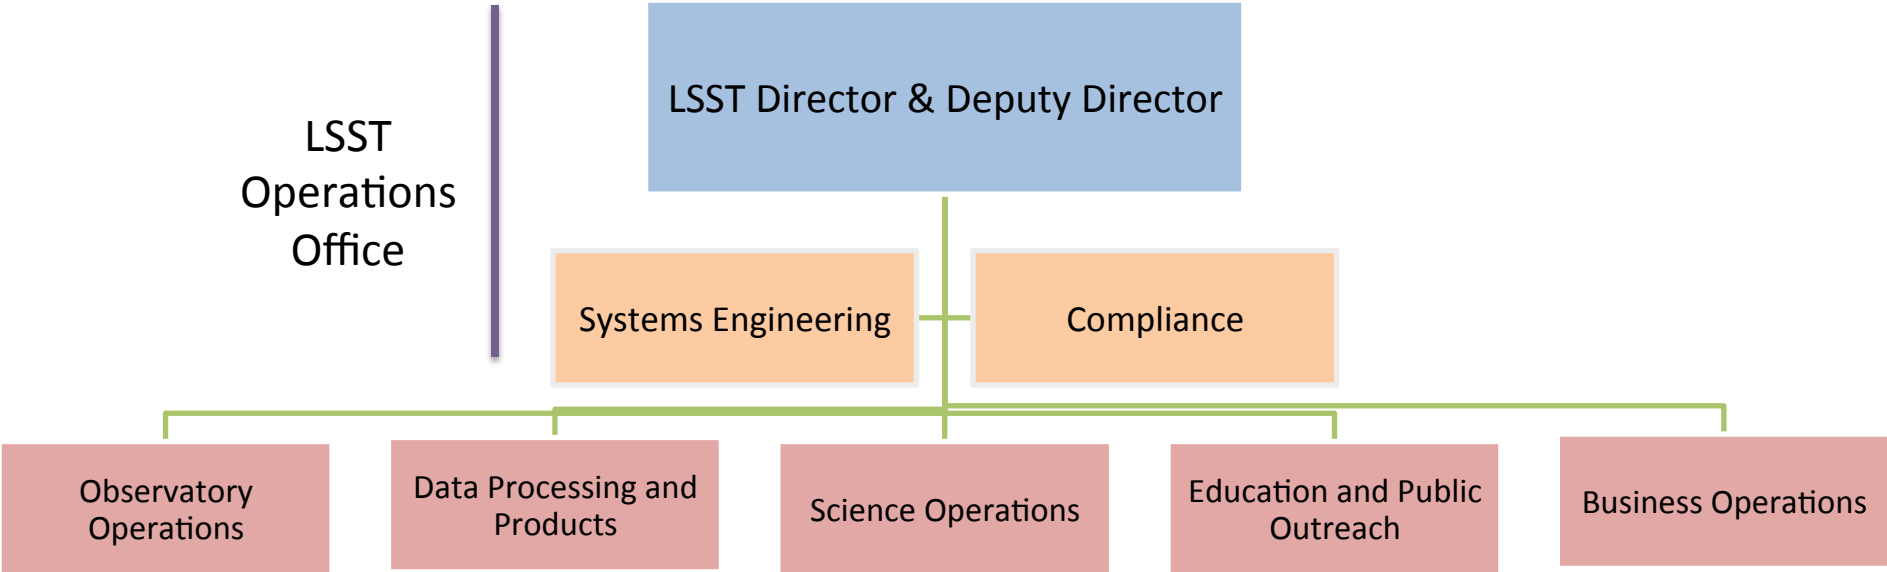 LSST
Operations
Office
LSST Director & Deputy Director
Systems Engineering
Compliance
Observatory
Operations
Data Processing and
Products
Science Operations
Education and Public
Outreach
Business Operations